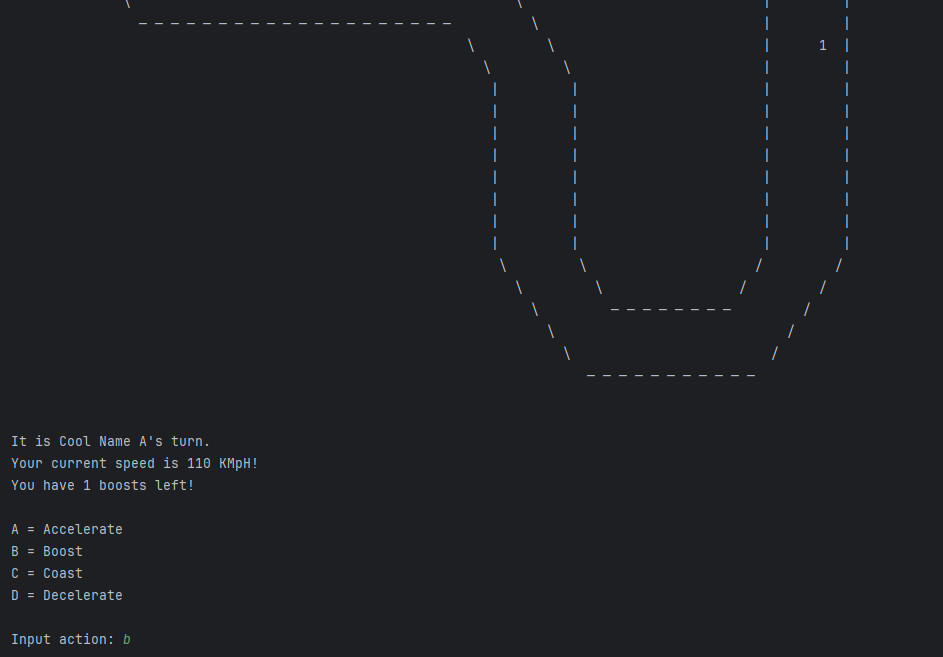 1
It is Cool Name A's turn.
Your current speed is 110 KMpH!
You have 1 boosts left!
A = Accelerate
B = Boost
C = Coast
D = Decelerate
Input action: b